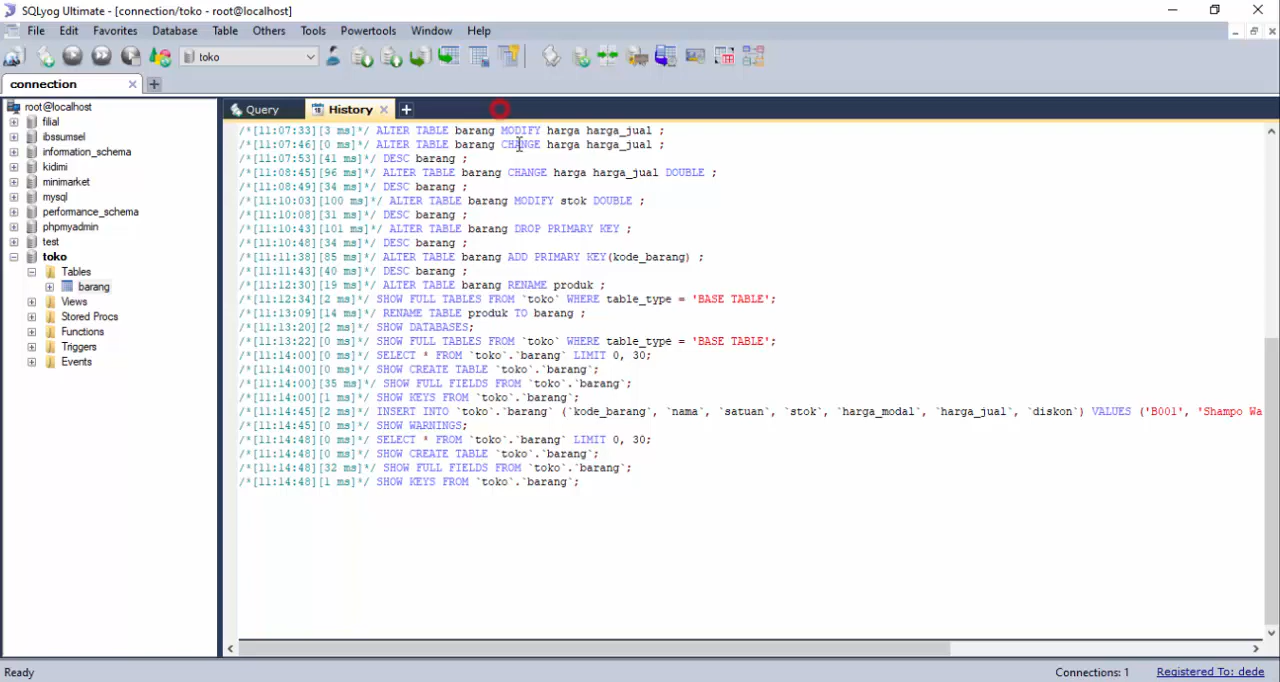 SQLyog Ultimate - [connection/toko - root@localhost]
File Edit Favorites Database Table Others Tools Powertools Window Help
toko
connection
root@localhost
filial
ibssumsel
information_schema
kidimi
minimarket
mysql
performance_schema
phpmyadmin
test
toko
Tables
barang
Views
Stored Procs
Functions
Triggers
Events
Query History
/*[11:07:33][3 ms]*/ ALTER TABLE barang MODIFY harga harga_jual ;
/*[11:07:46][0 ms]*/ ALTER TABLE barang CHANGE harga harga_jual ;
/*[11:07:53][41 ms]*/ DESC barang ;
/*[11:08:45][96 ms]*/ ALTER TABLE barang CHANGE harga harga_jual DOUBLE ;
/*[11:08:49][34 ms]*/ DESC barang ;
/*[11:10:03][100 ms]*/ ALTER TABLE barang MODIFY stok DOUBLE ;
/*[11:10:08][31 ms]*/ DESC barang ;
/*[11:10:43][101 ms]*/ ALTER TABLE barang DROP PRIMARY KEY ;
/*[11:10:48][34 ms]*/ DESC barang ;
/*[11:11:38][85 ms]*/ ALTER TABLE barang ADD PRIMARY KEY(kode_barang) ;
/*[11:11:43][40 ms]*/ DESC barang ;
/*[11:12:30][19 ms]*/ ALTER TABLE barang RENAME produk ;
/*[11:12:34][2 ms]*/ SHOW FULL TABLES FROM `toko` WHERE table_type = 'BASE TABLE';
/*[11:13:09][14 ms]*/ RENAME TABLE produk TO barang ;
/*[11:13:20][2 ms]*/ SHOW DATABASES;
/*[11:13:22][0 ms]*/ SHOW FULL TABLES FROM `toko` WHERE table_type = 'BASE TABLE';
/*[11:14:00][0 ms]*/ SELECT * FROM `toko`.`barang` LIMIT 0, 30;
/*[11:14:00][0 ms]*/ SHOW CREATE TABLE `toko`.`barang`;
/*[11:14:00][35 ms]*/ SHOW FULL FIELDS FROM `toko`.`barang`;
/*[11:14:00][1 ms]*/ SHOW KEYS FROM `toko`.`barang`;
/*[11:14:45][2 ms]*/ INSERT INTO `toko`.`barang` (`kode_barang`, `nama`, `satuan`, `stok`, `harga_modal`, `harga_jual`, `diskon`) VALUES ('B001', 'Shampo Wa
/*[11:14:45][0 ms]*/ SHOW WARNINGS;
/*[11:14:48][0 ms]*/ SELECT * FROM `toko`.`barang` LIMIT 0, 30;
/*[11:14:48][0 ms]*/ SHOW CREATE TABLE `toko`.`barang`;
/*[11:14:48][32 ms]*/ SHOW FULL FIELDS FROM `toko`.`barang`;
/*[11:14:48][1 ms]*/ SHOW KEYS FROM `toko`.`barang`;
Ready
Connections: 1
Registered To: dede